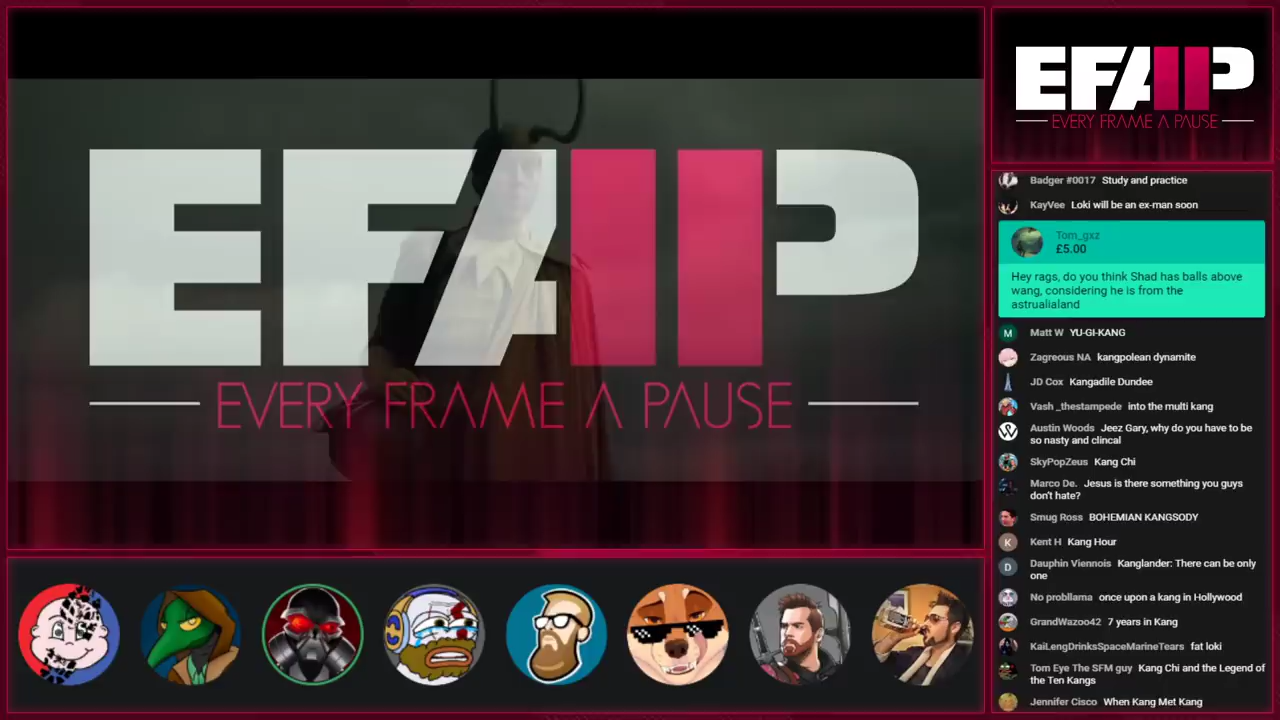 EFAP
EVERY FRAME A PAUSE
EFAP
EVERY FRAME A PAUSE
Badger #0017 Study and practice
KayVee Loki will be an ex-man soon
Tom_gxz
£5.00
Hey rags, do you think Shad has balls above
wang, considering he is from the
astrualialand
M Matt W YU-GI-KANG
Zagreous NA kangpolean dynamite
JD Cox Kangadile Dundee
Vash _thestampede into the multi kang
Austin Woods Jeez Gary, why do you have to be
so nasty and clincal
SkyPopZeus Kang Chi
Marco De. Jesus is there something you guys
don't hate?
Smug Ross BOHEMIAN KANGSODY
K Kent H Kang Hour
D Dauphin Viennois Kanglander: There can be only
one
No probllama once upon a kang in Hollywood
GrandWazoo42 7 years in Kang
KaiLengDrinksSpaceMarineTears fat loki
Tom Eye The SFM guy Kang Chi and the Legend of
the Ten Kangs
Jennifer Cisco When Kang Met Kang